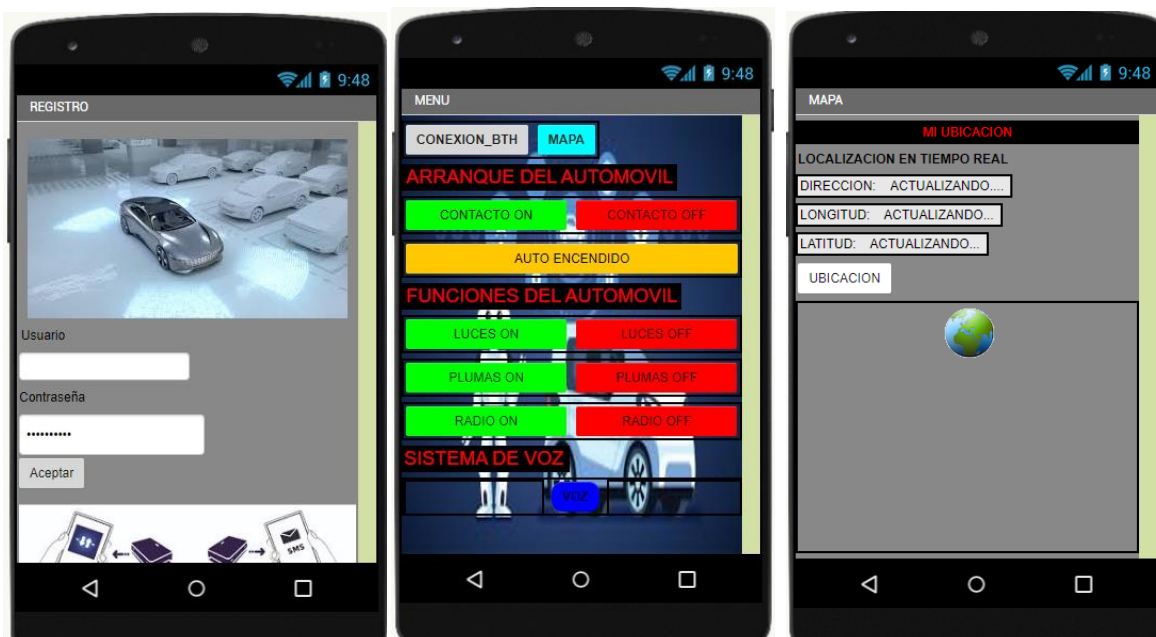 9:48
REGISTRO
Usuario
Contraseña
••••••••••
Aceptar
SMS
9:48
MENU
CONEXION_BTH MAPA
ARRANQUE DEL AUTOMOVIL
CONTACTO ON CONTACTO OFF
AUTO ENCENDIDO
FUNCIONES DEL AUTOMOVIL
LUCES ON LUCES OFF
PLUMAS ON PLUMAS OFF
RADIO ON RADIO OFF
SISTEMA DE VOZ
VOZ
9:48
MAPA
MI UBICACION
LOCALIZACION EN TIEMPO REAL
DIRECCION: ACTUALIZANDO....
LONGITUD: ACTUALIZANDO...
LATITUD: ACTUALIZANDO...
UBICACION